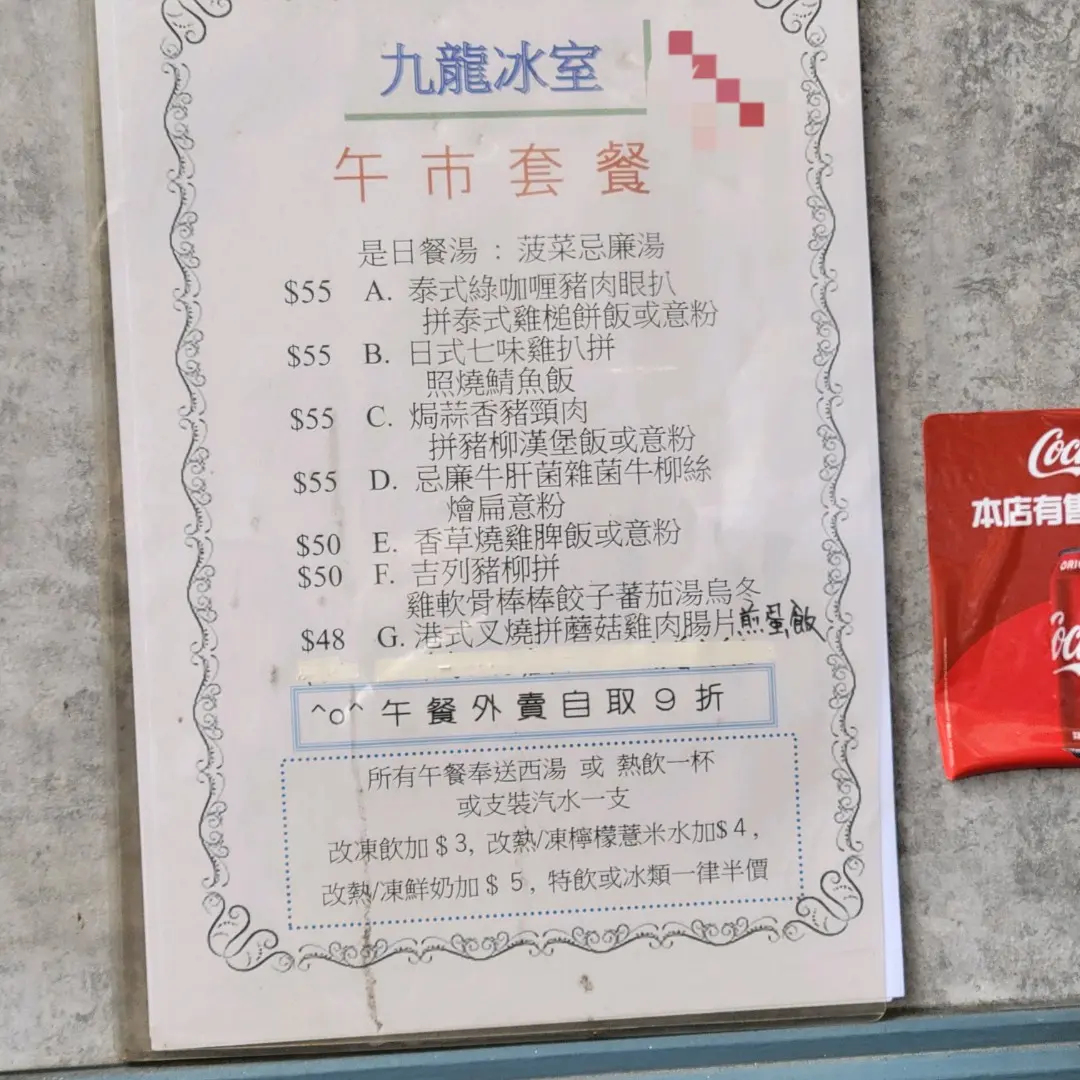 九龍冰室
午市套餐
是日餐湯 : 菠菜忌廉湯
$55 A. 泰式綠咖喱豬肉眼扒
拼泰式雞槌餅飯或意粉
$55 B. 日式七味雞扒拼
照燒鯖魚飯
$55 C. 焗蒜香豬頸肉
拼豬柳漢堡飯或意粉
$55 D. 忌廉牛肝菌雜菌牛柳絲
燴扁意粉
$50 E. 香草燒雞脾飯或意粉
$50 F. 吉列豬柳拼
雞軟骨棒棒餃子蕃茄湯烏冬
$48 G. 港式叉燒拼蘑菇雞肉腸片煎蛋飯
^o^ 午餐外賣自取9折
所有午餐奉送西湯 或 熱飲一杯
或支裝汽水一支
改凍飲加 $ 3, 改熱/凍檸檬薏米水加$ 4 ,
改熱/凍鮮奶加 $ 5 , 特飲或冰類一律半價
本店有售